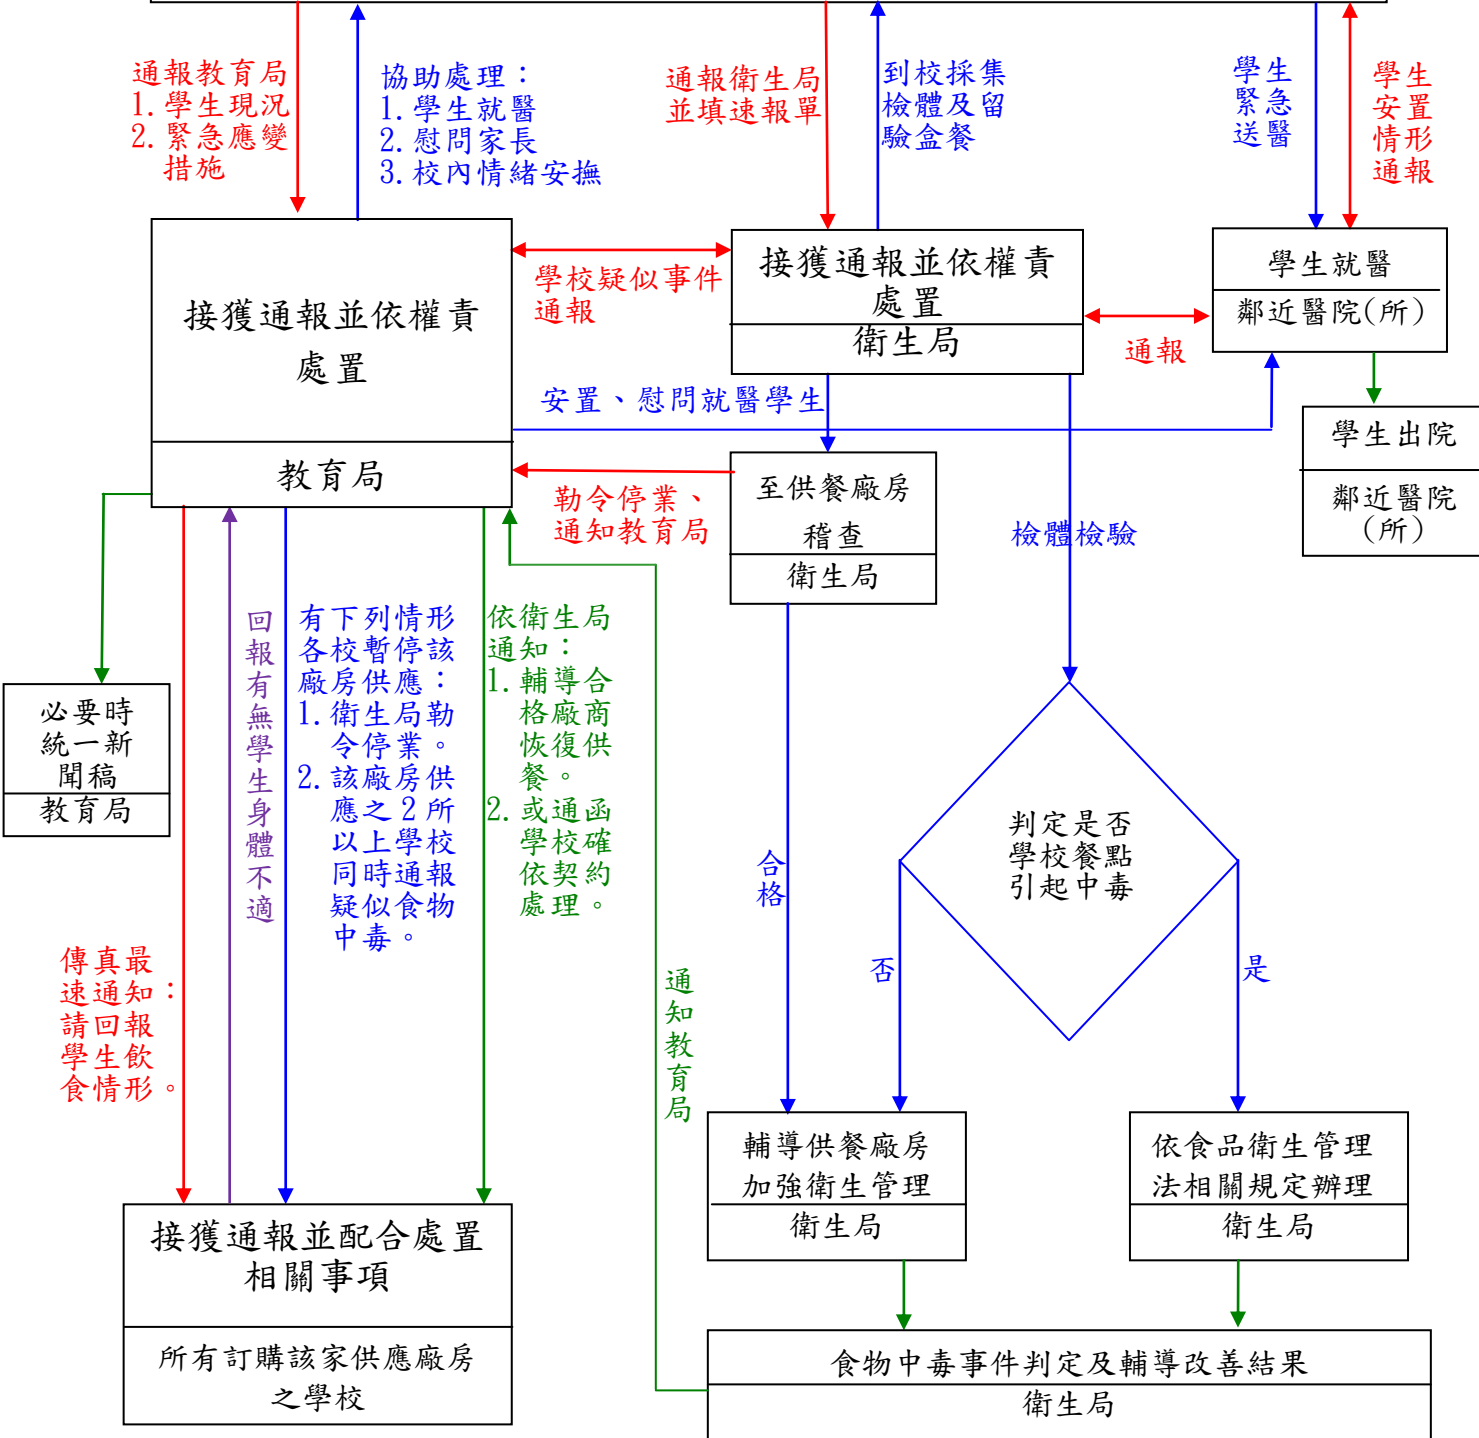 通報教育局
1.學生現況
2.緊急應變
措施
協助處理：
1.學生就醫
2.慰問家長
3.校內情緒安撫
通報衛生局
並填速報單
到校採集
檢體及留
驗盒餐
學生
緊急
送醫
學生
安置
情形
通報
接獲通報並依權責
處置
教育局
學校疑似事件
通報
接獲通報並依權責
處置
衛生局
通報
學生就醫
鄰近醫院(所)
安置、慰問就醫學生
學生出院
鄰近醫院
(所)
勒令停業、
通知教育局
至供餐廠房
稽查
衛生局
檢體檢驗
必要時
統一新
聞稿
教育局
回報有無學生身體不適
有下列情形
各校暫停該
廠房供應：
1.衛生局勒
令停業。
2.該廠房供
應之2所
以上學校
同時通報
疑似食物
中毒。
依衛生局
通知：
1.輔導合
格廠商
恢復供
餐。
2.或通函
學校確
依契約
處理。
合格
判定是否
學校餐點
引起中毒
否
是
傳真最
速通知：
請回報
學生飲
食情形。
通知教育局
輔導供餐廠房
加強衛生管理
衛生局
依食品衛生管理
法相關規定辦理
衛生局
接獲通報並配合處置
相關事項
所有訂購該家供應廠房
之學校
食物中毒事件判定及輔導改善結果
衛生局